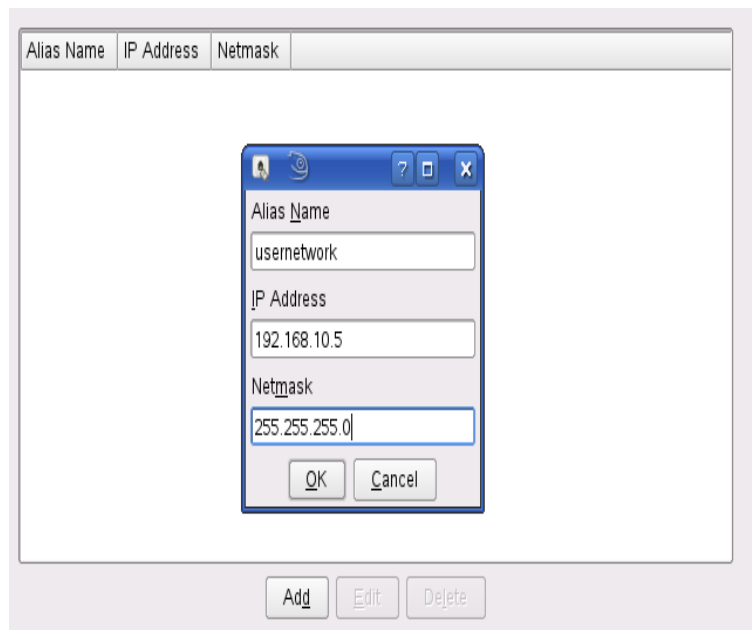 Alias Name IP Address Netmask
Alias Name
usernetwork
IP Address
192.168.10.5
Netmask
255.255.255.0
OK Cancel
Add Edit Delete